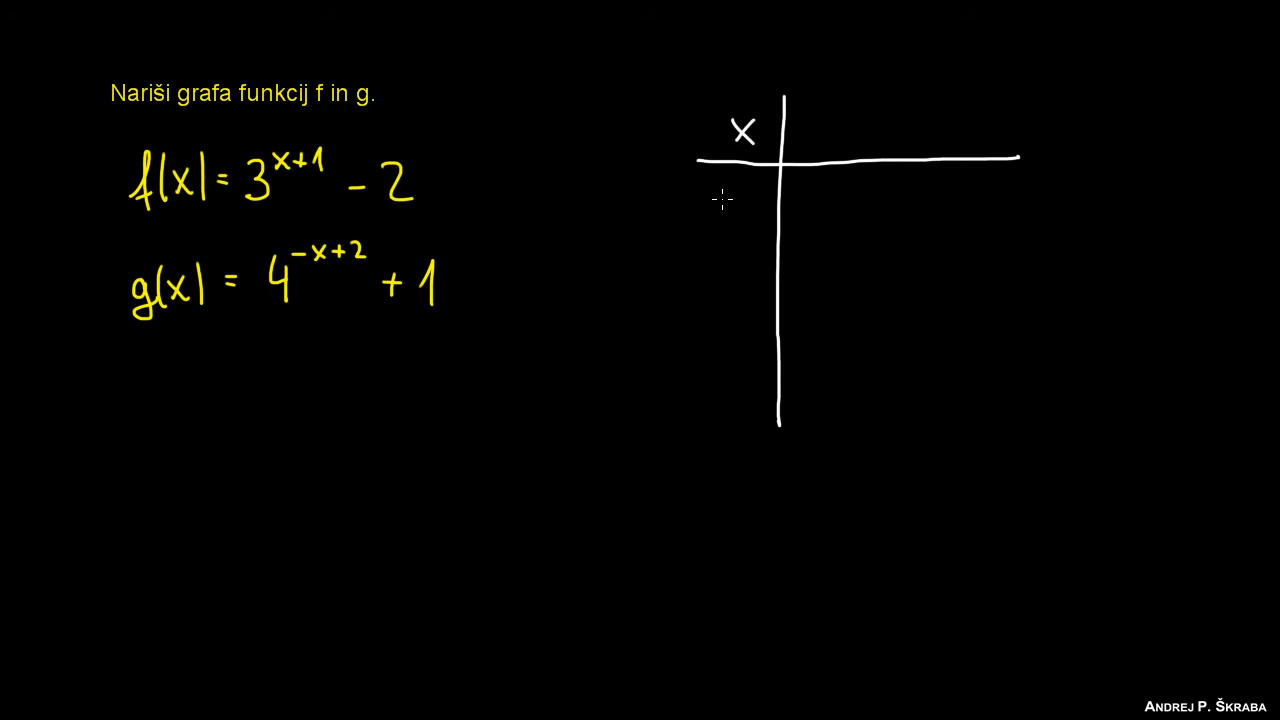 Nariši grafa funkcij f in g.
f(x) = 3^{x+1} - 2
g(x) = 4^{-x+2} + 1
x
ANDREJ P. ŠKRABA